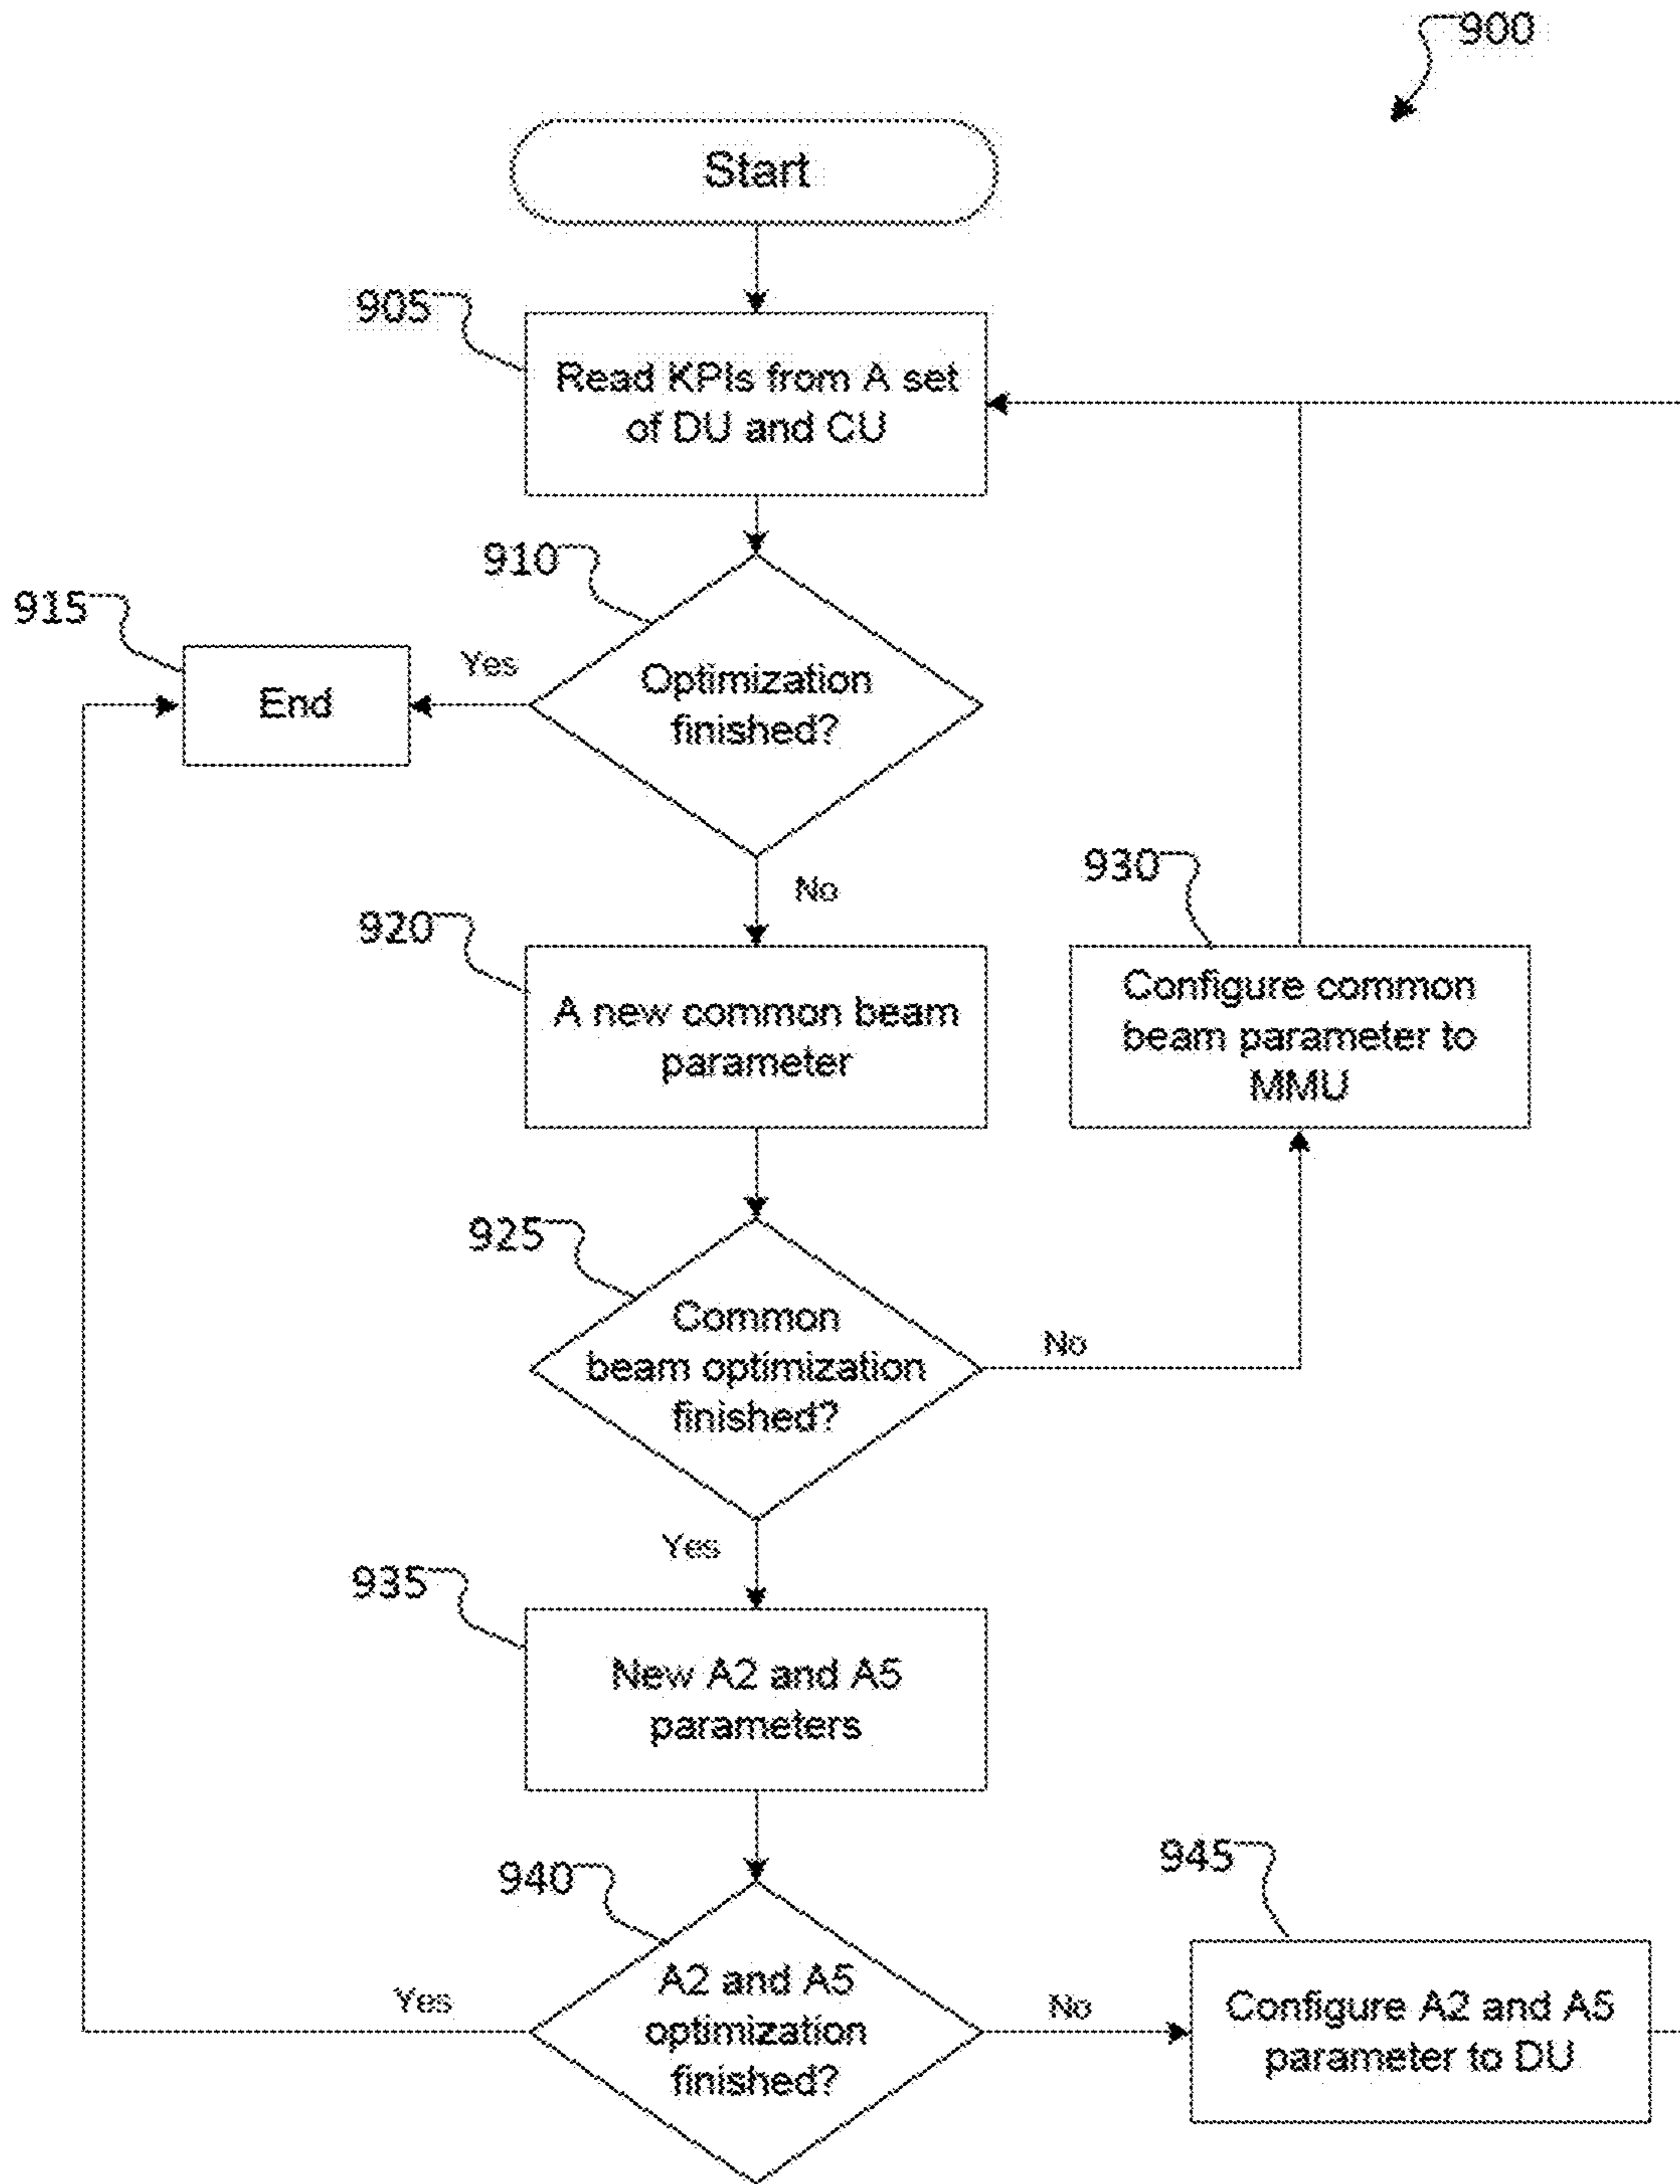 900
Start
905
Read KPIs from A set
of DU and CU
910
915
Yes
End
Optimization
finished?
No
930
920
Configure common
beam parameter to
MMU
A new common beam
parameter
925
Common
beam optimization
finished?
No
Yes
935
New A2 and A5
parameters
945
940
A2 and A5
optimization
finished?
Yes
No
Configure A2 and A5
parameter to DU